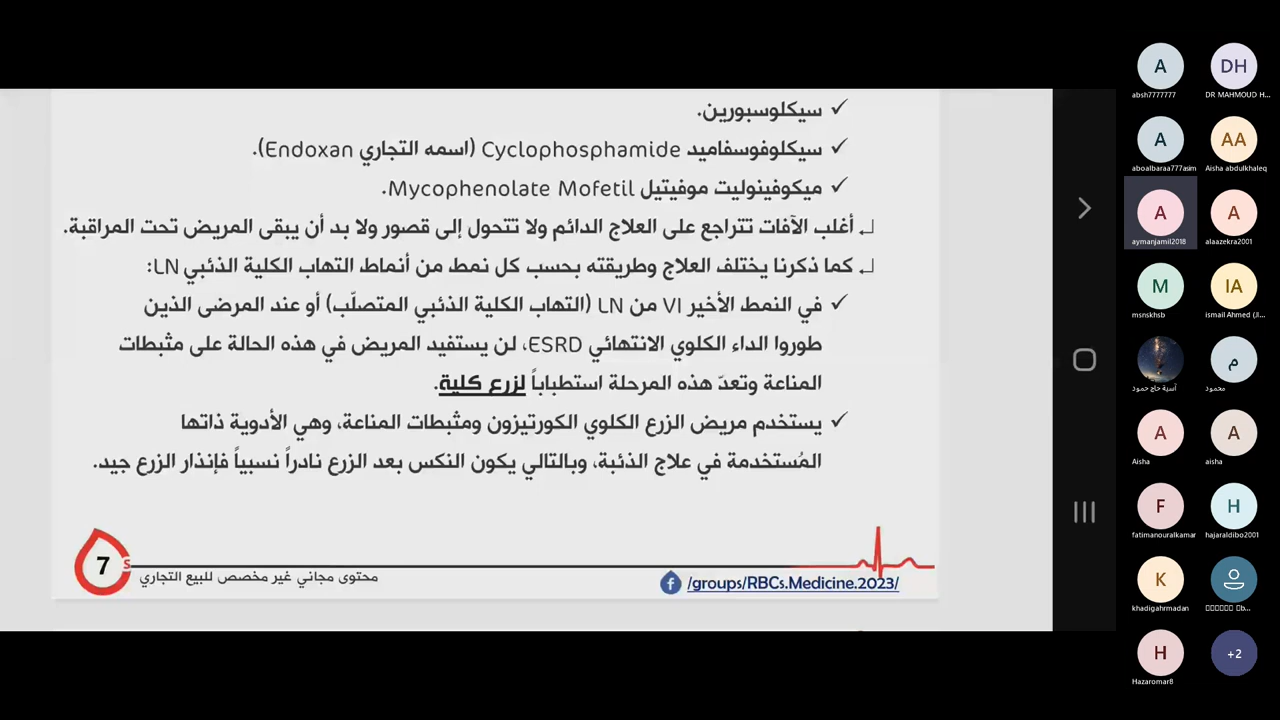 سيكلوسبورين.
سيكلوفوسفاميد Cyclophosphamide (اسمه التجاري Endoxan).
ميكوفينوليت موفيتيل Mycophenolate Mofetil.
أغلب الآفات تتراجع على العلاج الدائم ولا تتحول إلى قصور ولا بد أن يبقى المريض تحت المراقبة.
كما ذكرنا يختلف العلاج وطريقته بحسب كل نمط من أنماط التهاب الكلية الذئبي LN:
في النمط الأخير VI من LN (التهاب الكلية الذئبي المتصلّب) أو عند المرضى الذين
طوروا الداء الكلوي الانتهائي ESRD، لن يستفيد المريض في هذه الحالة على مثبطات
المناعة وتعدّ هذه المرحلة استطباباً لزرع كلية.
يستخدم مريض الزرع الكلوي الكورتيزون ومثبطات المناعة، وهي الأدوية ذاتها
المُستخدمة في علاج الذئبة، وبالتالي يكون النكس بعد الزرع نادراً نسبياً فإنذار الزرع جيد.
7
S
محتوى مجاني غير مخصص للبيع التجاري
f /groups/RBCs.Medicine.2023/
A
absh7777777
DH
DR MAHMOUD H...
A
aboalbaraa777asim
AA
Aisha abdulkhaleq
A
aymanjamil2018
A
alaazekra2001
M
msnskhsb
IA
ismail Ahmed (JI...
آسية حاج حمود
م
محمود
A
Aisha
A
aisha
F
fatimanouralkamar
H
hajaraldibo2001
K
khadigahrmadan
H
Hazaromar8
+2